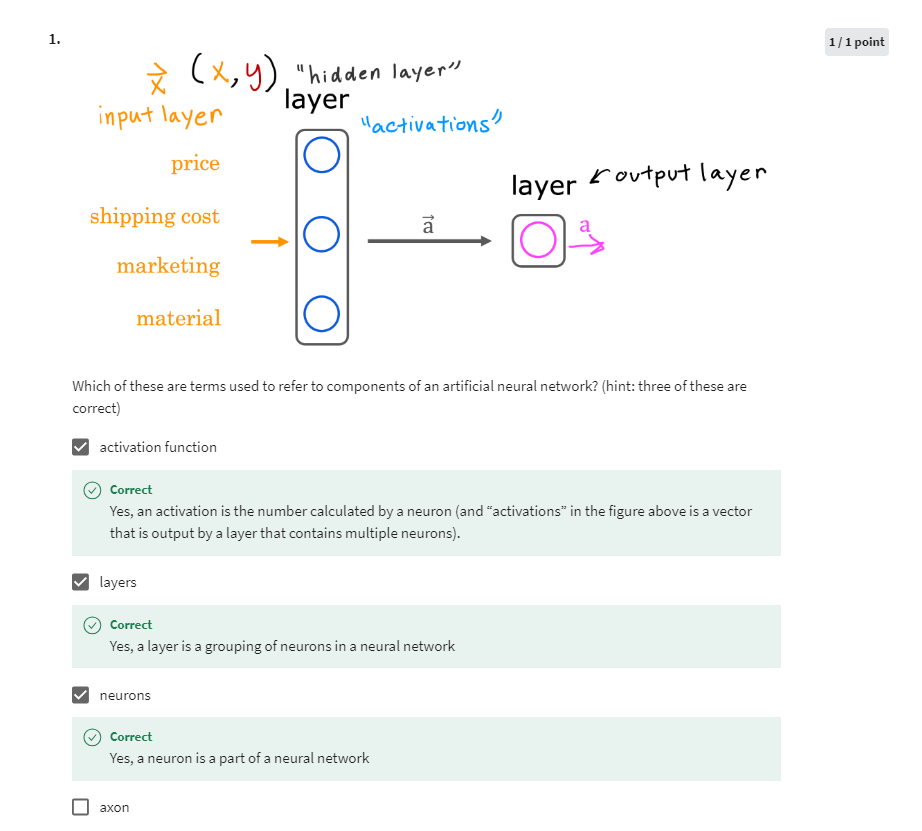 1.
1 / 1 point
x⃗ (x, y) "hidden layer"
input layer
layer
"activations"
price
shipping cost
marketing
material
a⃗
layer
output layer
a
Which of these are terms used to refer to components of an artificial neural network? (hint: three of these are
correct)
activation function
Correct
Yes, an activation is the number calculated by a neuron (and “activations” in the figure above is a vector
that is output by a layer that contains multiple neurons).
layers
Correct
Yes, a layer is a grouping of neurons in a neural network
neurons
Correct
Yes, a neuron is a part of a neural network
axon